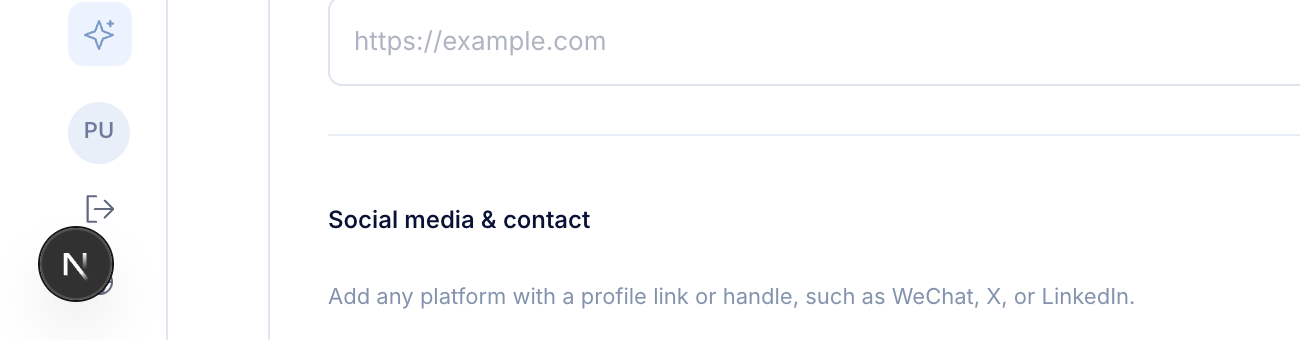 https://example.com
PU
Social media & contact
N
Add any platform with a profile link or handle, such as WeChat, X, or LinkedIn.